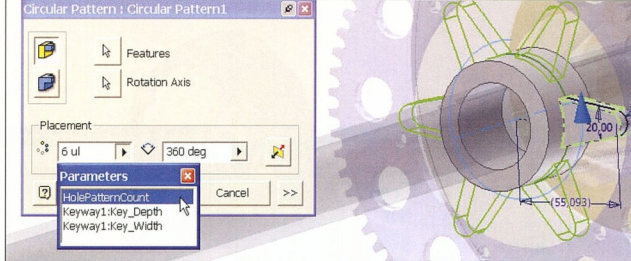 Circular Pattern : Circular Pattern1
Features
Rotation Axis
Placement
6 ul
360 deg
Parameters
Cancel
>>
HolePatternCount
Keyway1:Key_Depth
Keyway1:Key_Width
20,00
(55,093)